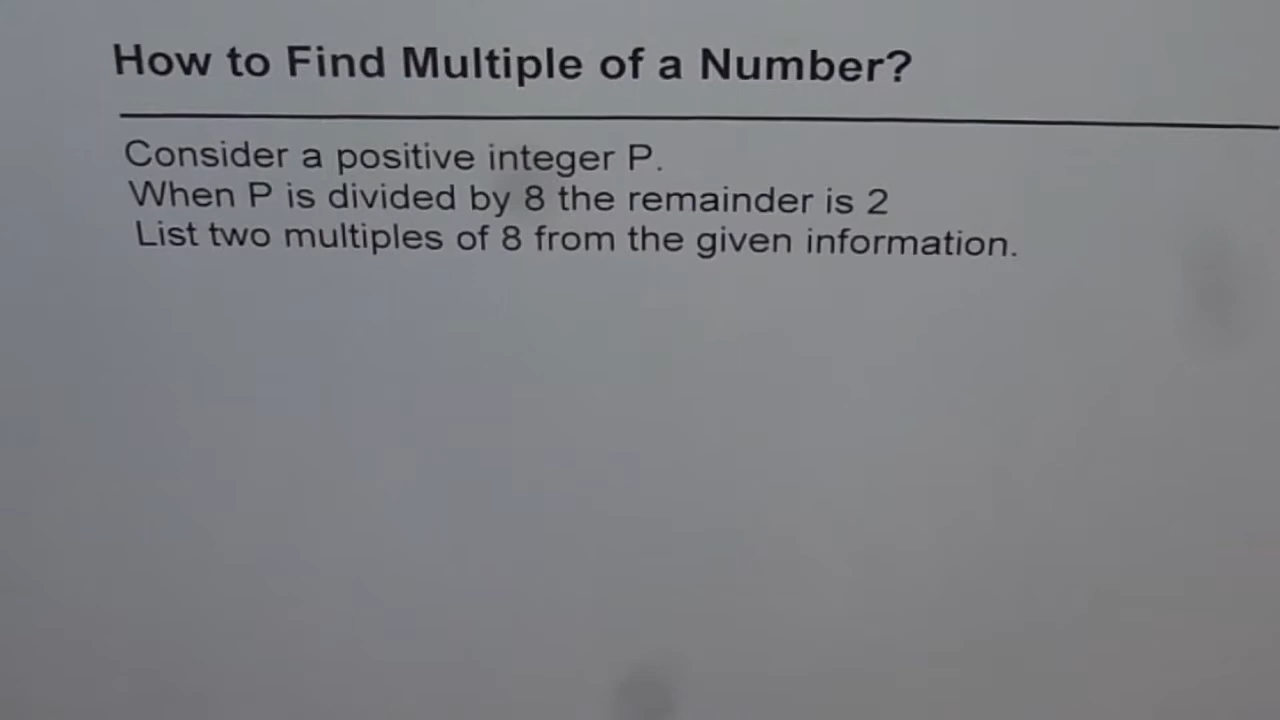 How to Find Multiple of a Number?
Consider a positive integer P.
When P is divided by 8 the remainder is 2
List two multiples of 8 from the given information.